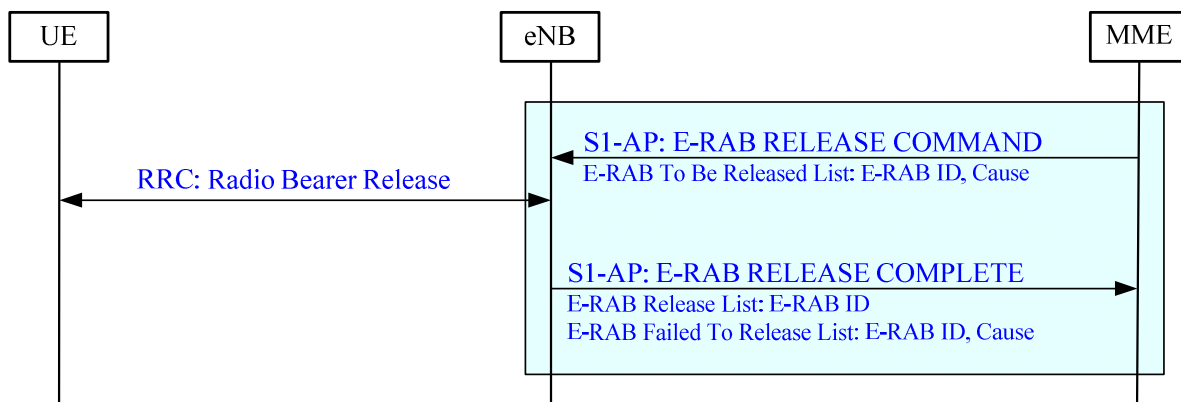 UE
eNB
MME
S1-AP: E-RAB RELEASE COMMAND
E-RAB To Be Released List: E-RAB ID, Cause
RRC: Radio Bearer Release
S1-AP: E-RAB RELEASE COMPLETE
E-RAB Release List: E-RAB ID
E-RAB Failed To Release List: E-RAB ID, Cause